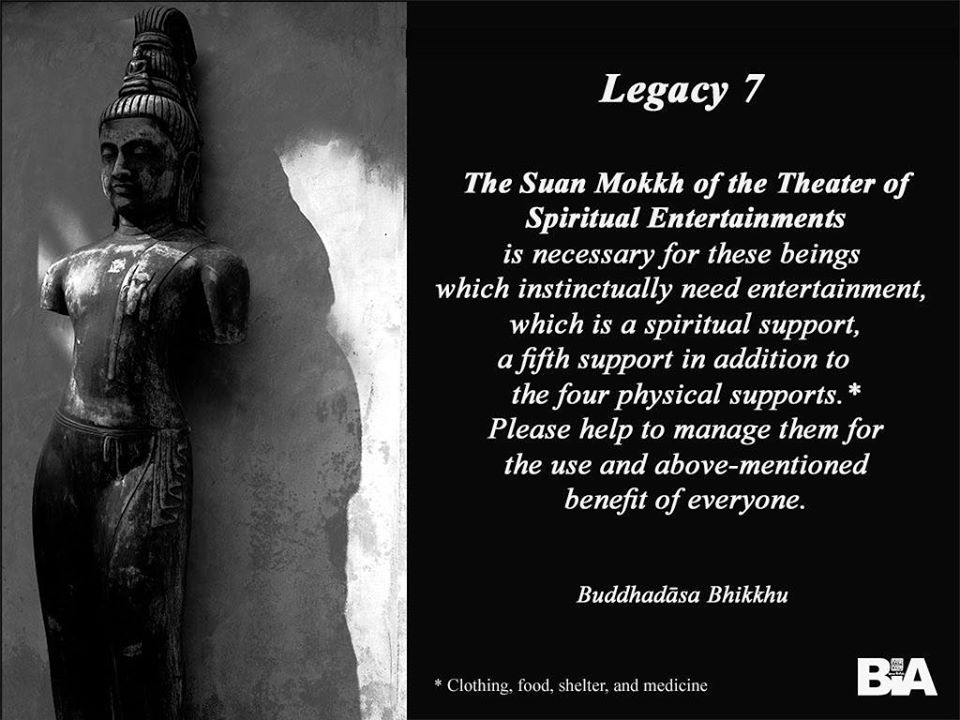 Legacy 7
The Suan Mokkh of the Theater of
Spiritual Entertainments
is necessary for these beings
which instinctually need entertainment,
which is a spiritual support,
a fifth support in addition to
the four physical supports.*
Please help to manage them for
the use and above-mentioned
benefit of everyone.
Buddhadāsa Bhikkhu
* Clothing, food, shelter, and medicine
BIA